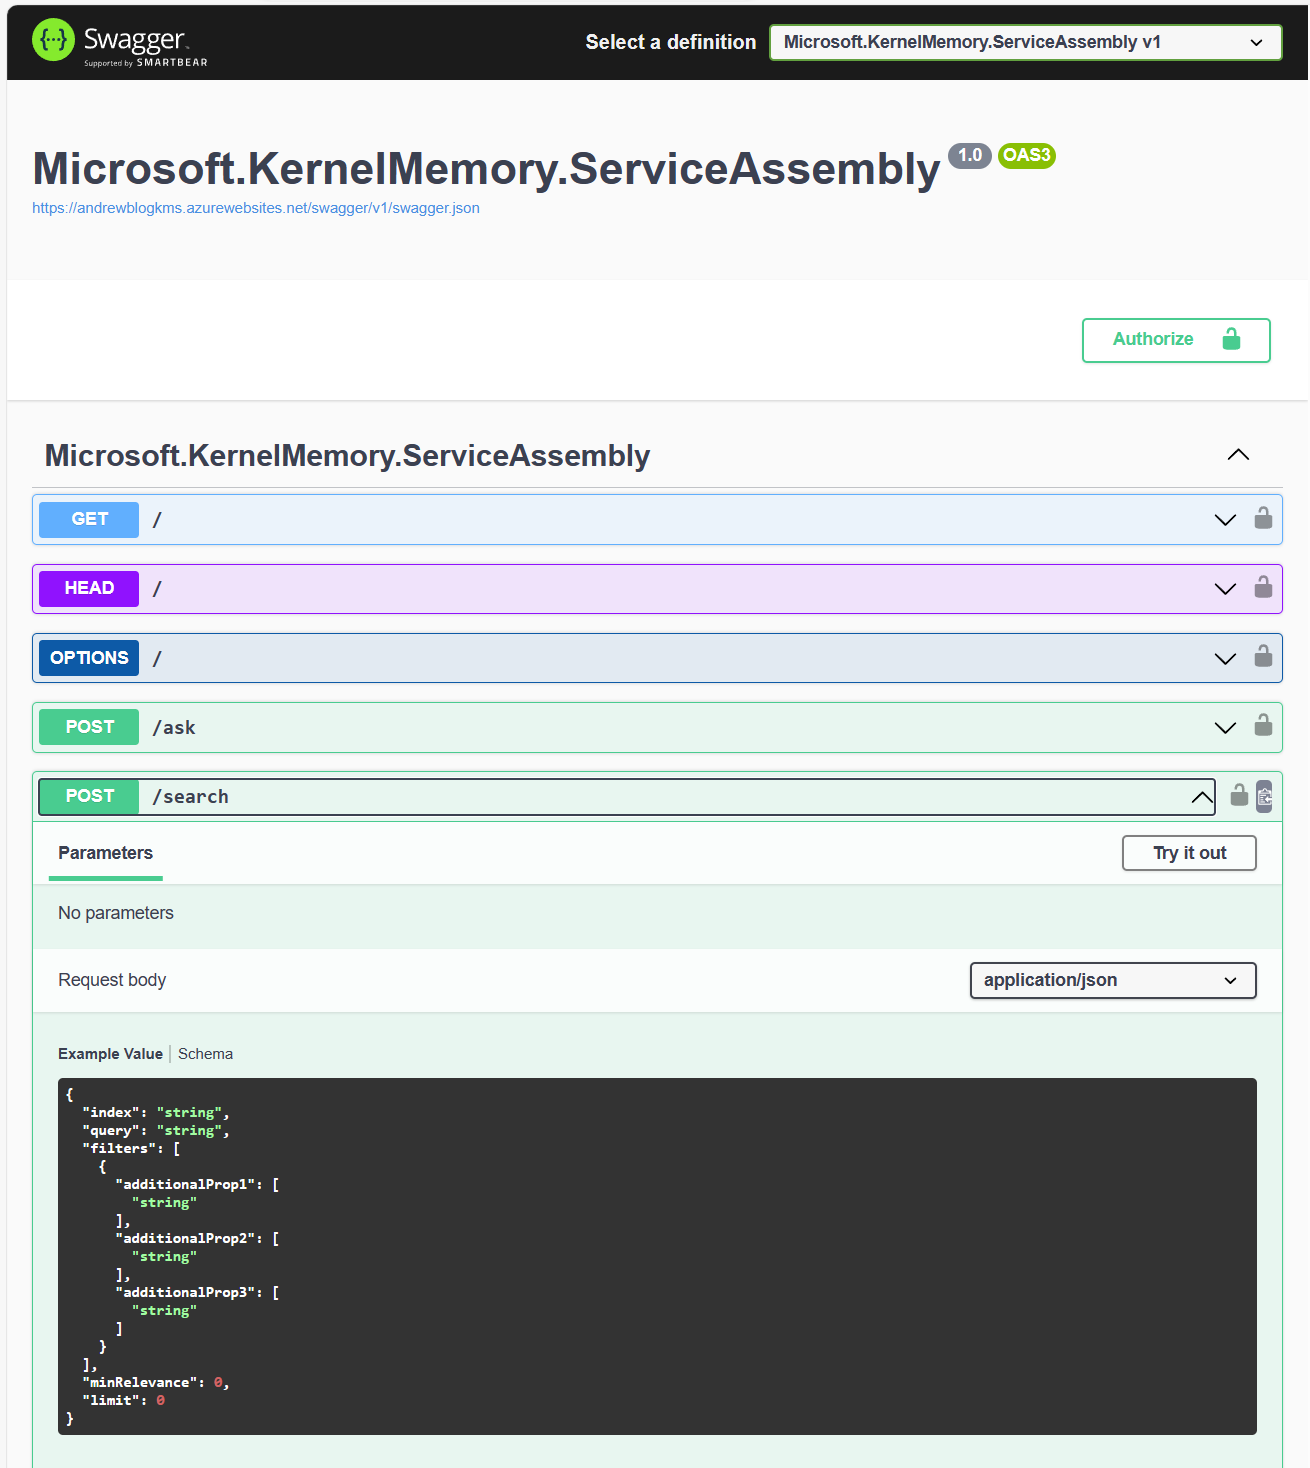 Swagger.
Supported by SMARTBEAR
Select a definition
Microsoft.KernelMemory.ServiceAssembly v1
Microsoft.KernelMemory.ServiceAssembly 1.0 OAS3
https://andrewblogkms.azurewebsites.net/swagger/v1/swagger.json
Authorize
Microsoft.KernelMemory.ServiceAssembly
GET /
HEAD /
OPTIONS /
POST /ask
POST /search
Parameters
Try it out
No parameters
Request body
application/json
Example Value | Schema
{
  "index": "string",
  "query": "string",
  "filters": [
    {
      "additionalProp1": [
        "string"
      ],
      "additionalProp2": [
        "string"
      ],
      "additionalProp3": [
        "string"
      ]
    }
  ],
  "minRelevance": 0,
  "limit": 0
}